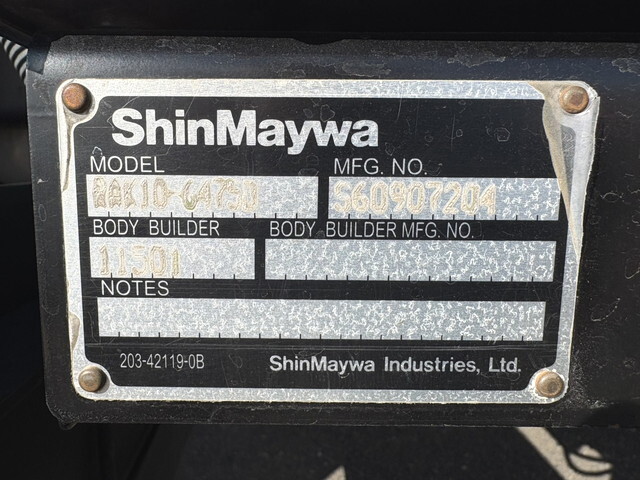 ShinMaywa
MODEL MFG. NO.
S60907204
BODY BUILDER BODY BUILDER MFG. NO.
11501
NOTES
203-42119-0B ShinMaywa Industries, Ltd.